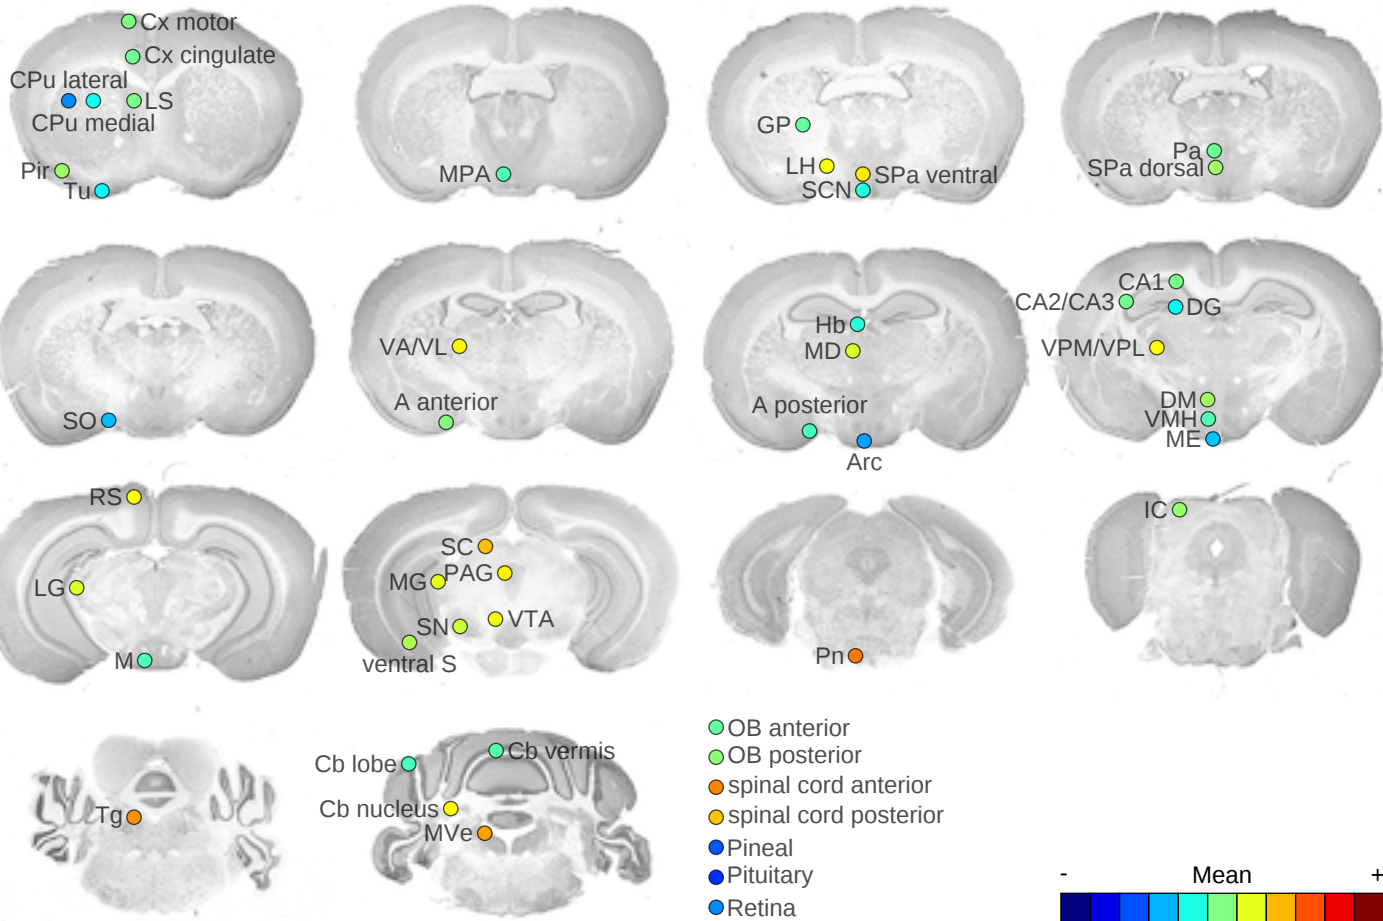 Cx motor
Cx cingulate
CPu lateral
LS
CPu medial
Pir
Tu
MPA
GP
LH
SPa ventral
SCN
Pa
SPa dorsal
SO
VA/VL
A anterior
Hb
MD
A posterior
Arc
CA1
CA2/CA3
DG
VPM/VPL
DM
VMH
ME
RS
LG
M
SC
MG
PAG
SN
VTA
ventral S
Pn
IC
Tg
Cb lobe
Cb vermis
Cb nucleus
MVe
OB anterior
OB posterior
spinal cord anterior
spinal cord posterior
Pineal
Pituitary
Retina
- Mean +